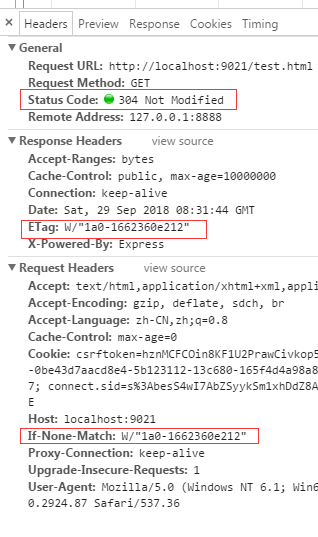 × Headers Preview Response Cookies Timing
▼ General
Request URL: http://localhost:9021/test.html
Request Method: GET
Status Code: 304 Not Modified
Remote Address: 127.0.0.1:8888
▼ Response Headers view source
Accept-Ranges: bytes
Cache-Control: public, max-age=10000000
Connection: keep-alive
Date: Sat, 29 Sep 2018 08:31:44 GMT
ETag: W/"1a0-1662360e212"
X-Powered-By: Express
▼ Request Headers view source
Accept: text/html,application/xhtml+xml,appli
Accept-Encoding: gzip, deflate, sdch, br
Accept-Language: zh-CN,zh;q=0.8
Cache-Control: max-age=0
Cookie: csrftoken=hznMCFCOin8KF1U2PrawCivkop5
-0be43d7aacd8e4-5b123112-13c680-165f4d4a98a8
7; connect.sid=s%3AbesS4wI7AbZSyykSm1xhDdZ8A
E
Host: localhost:9021
If-None-Match: W/"1a0-1662360e212"
Proxy-Connection: keep-alive
Upgrade-Insecure-Requests: 1
User-Agent: Mozilla/5.0 (Windows NT 6.1; Win6
0.2924.87 Safari/537.36